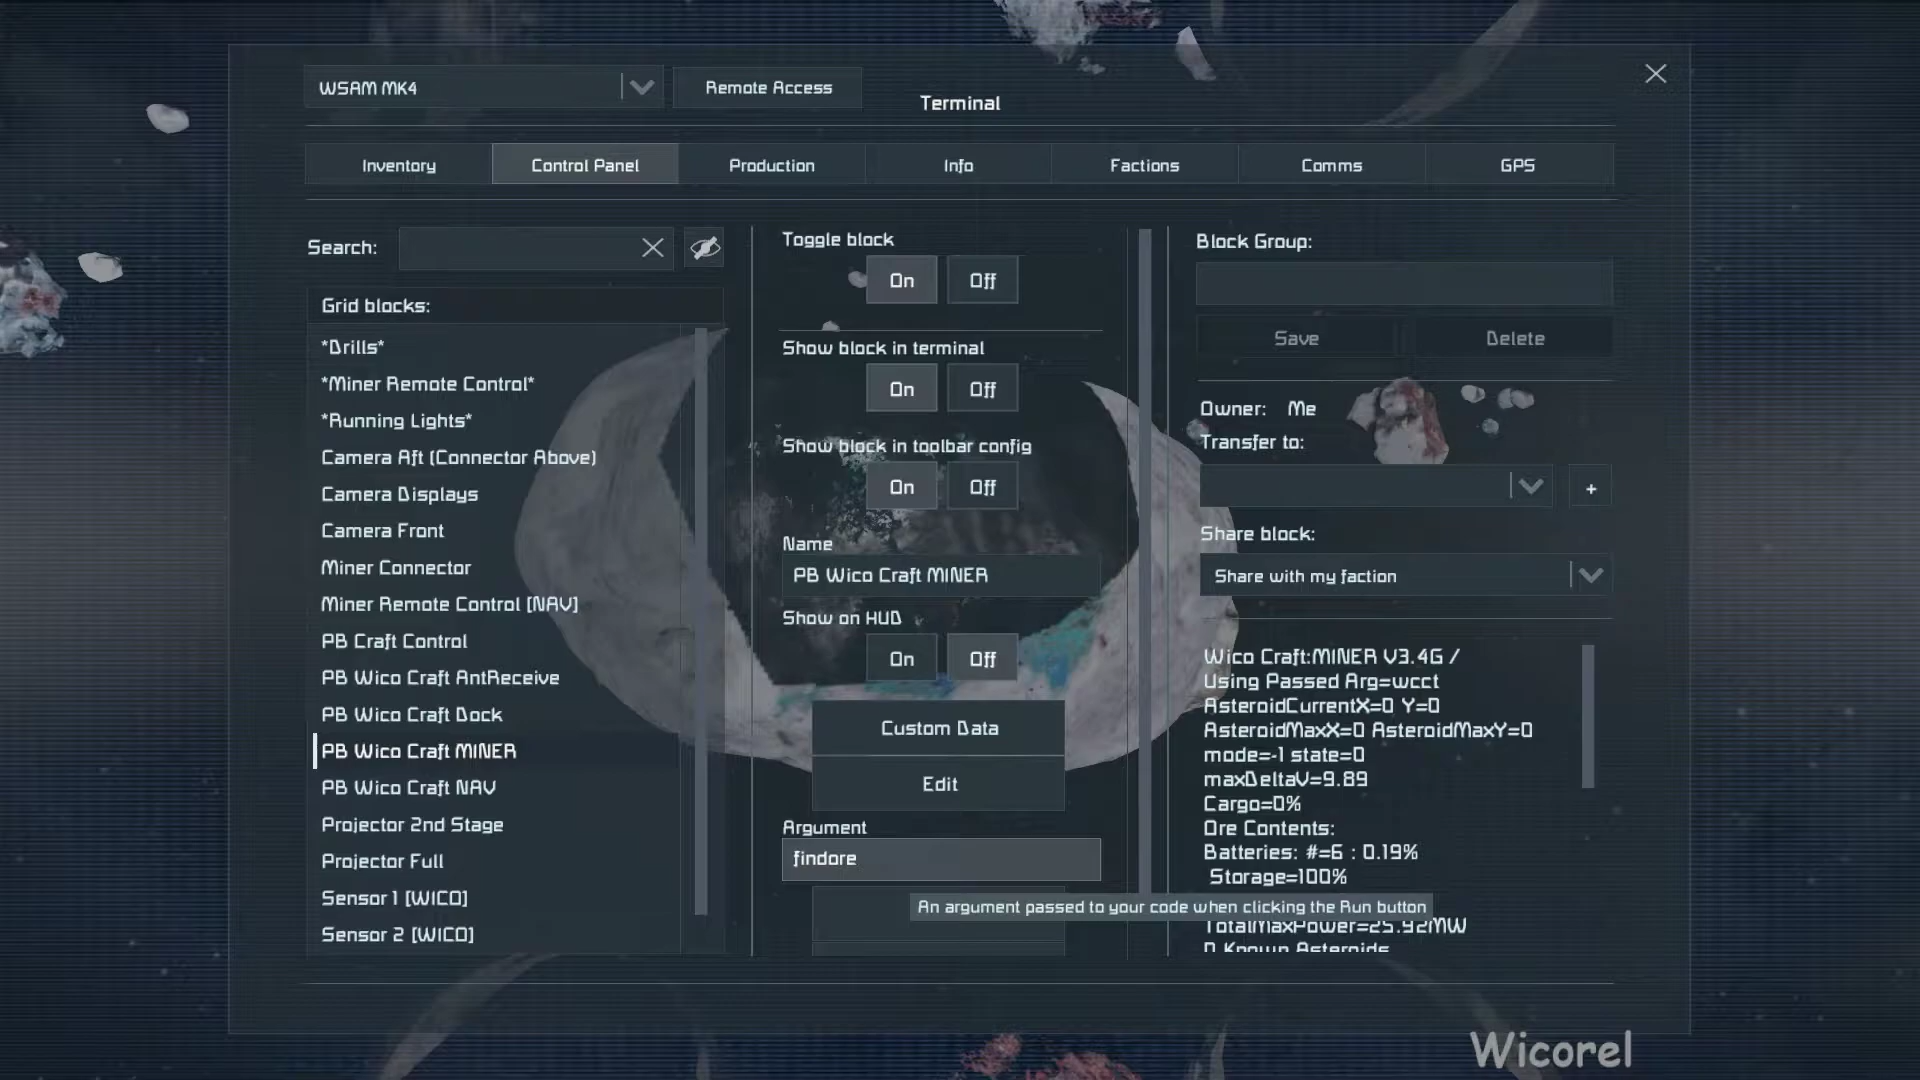 WSAM MK4
Remote Access
Terminal
Inventory
Control Panel
Production
Info
Factions
Comms
GPS
Search:
Grid blocks:
*Drills*
*Miner Remote Control*
*Running Lights*
Camera Aft (Connector Above)
Camera Displays
Camera Front
Miner Connector
Miner Remote Control [NAV]
PB Craft Control
PB Wico Craft AntReceive
PB Wico Craft Dock
PB Wico Craft MINER
PB Wico Craft NAV
Projector 2nd Stage
Projector Full
Sensor 1 [WICO]
Sensor 2 [WICO]
Toggle block
On Off
Show block in terminal
On Off
Show block in toolbar config
On Off
Name
PB Wico Craft MINER
Show on HUD
On Off
Custom Data
Edit
Argument
findore
An argument passed to your code when clicking the Run button
Block Group:
Save Delete
Owner: Me
Transfer to:
+
Share block:
Share with my faction
Wico Craft:MINER V3.4G /
Using Passed Arg=wcct
AsteroidCurrentX=0 Y=0
AsteroidMaxX=0 AsteroidMaxY=0
mode=-1 state=0
maxDeltaV=9.89
Cargo=0%
Ore Contents:
Batteries: #=6 : 0.19%
Storage=100%
TotalMaxPower=25.92MW
0 Known Asteroids
Wicorel